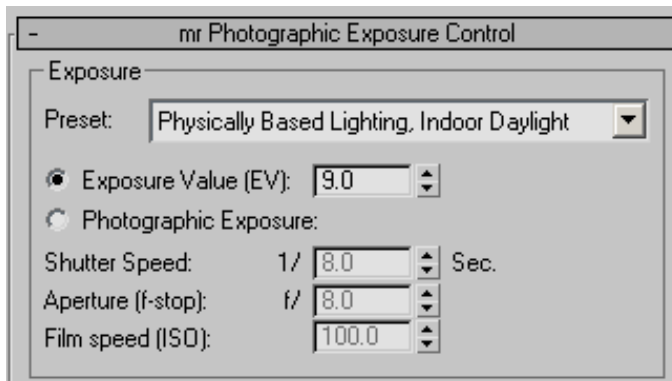 - mr Photographic Exposure Control
Exposure
Preset: Physically Based Lighting, Indoor Daylight
Exposure Value (EV): 9.0
Photographic Exposure:
Shutter Speed: 1/ 8.0 Sec.
Aperture (f-stop): f/ 8.0
Film speed (ISO): 100.0